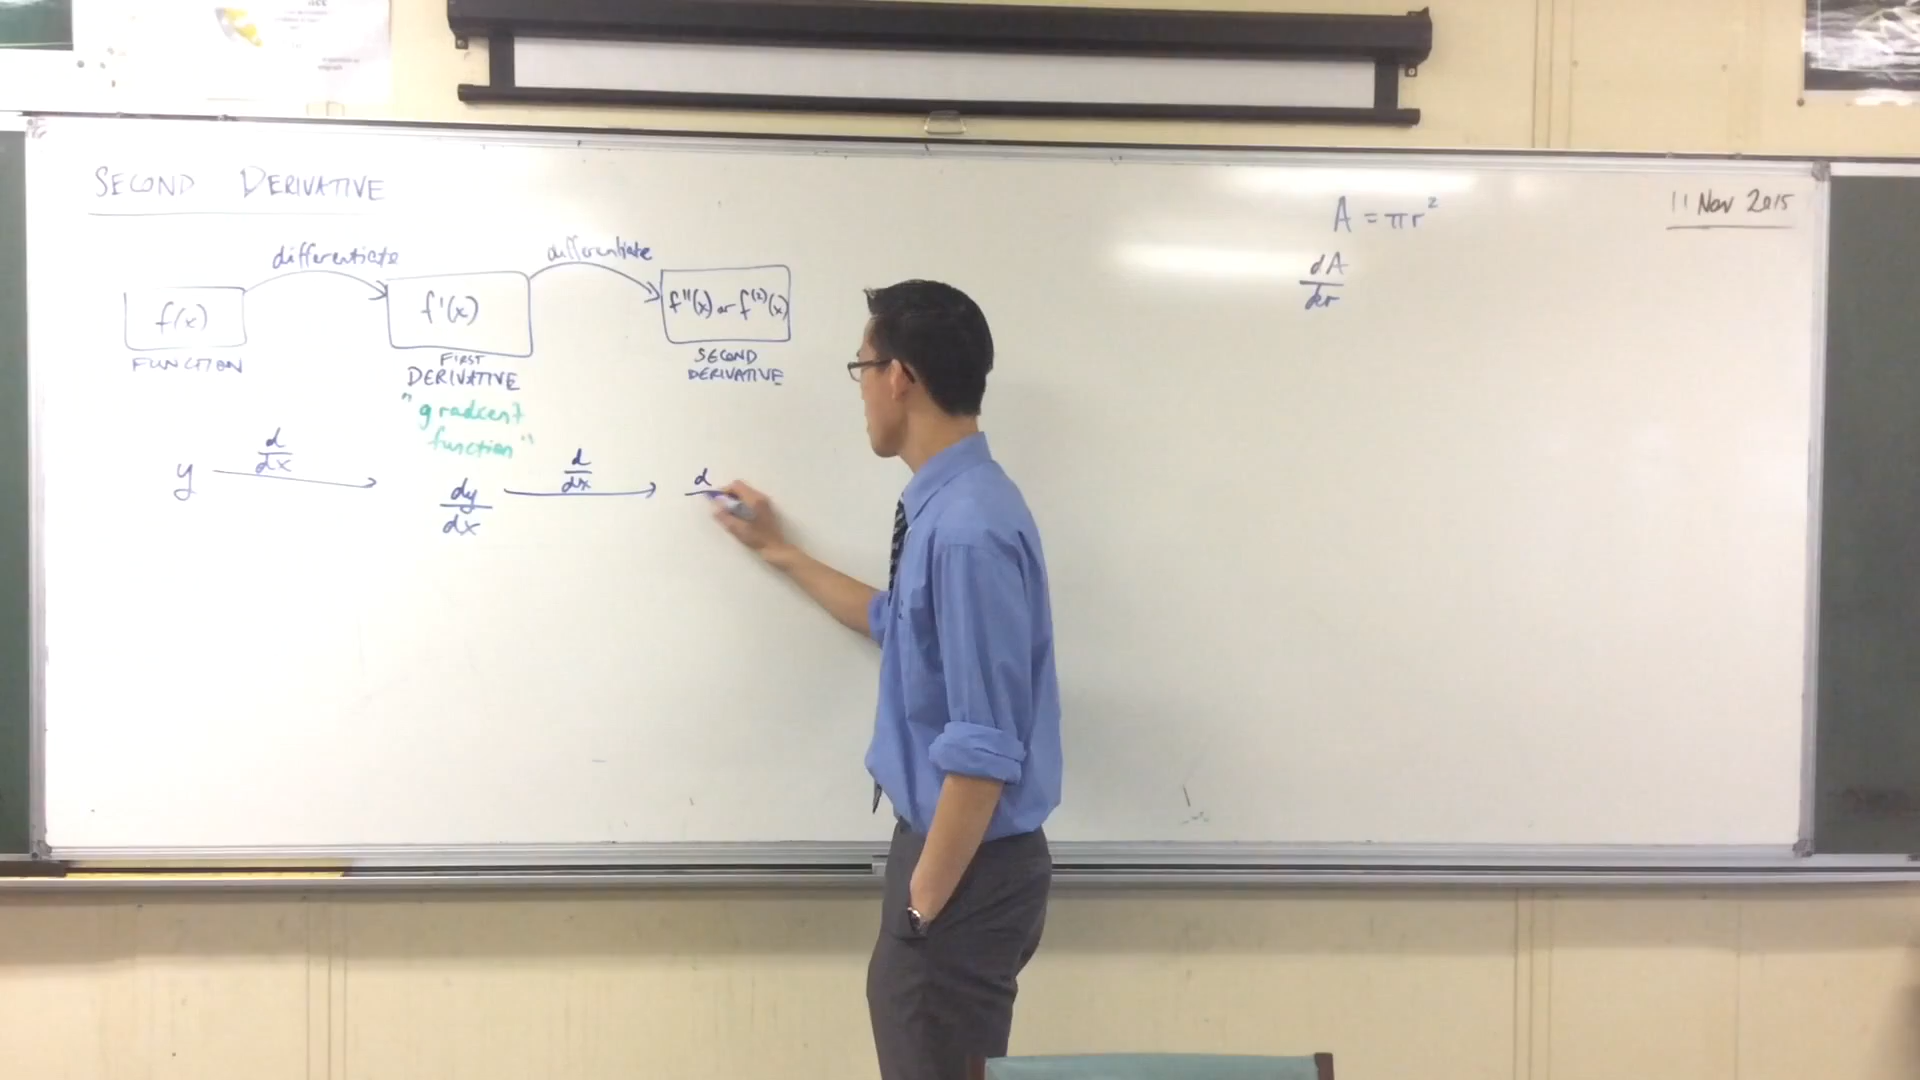 SECOND DERIVATIVE
differentiate
differentiate
f(x)
f'(x)
f''(x) or f⁽²⁾(x)
FUNCTION
FIRST
DERIVATIVE
SECOND
DERIVATIVE
"gradient
function"
y
d/dx
dy/dx
d/dx
d
A = πr²
dA/dr
11 Nov 2015